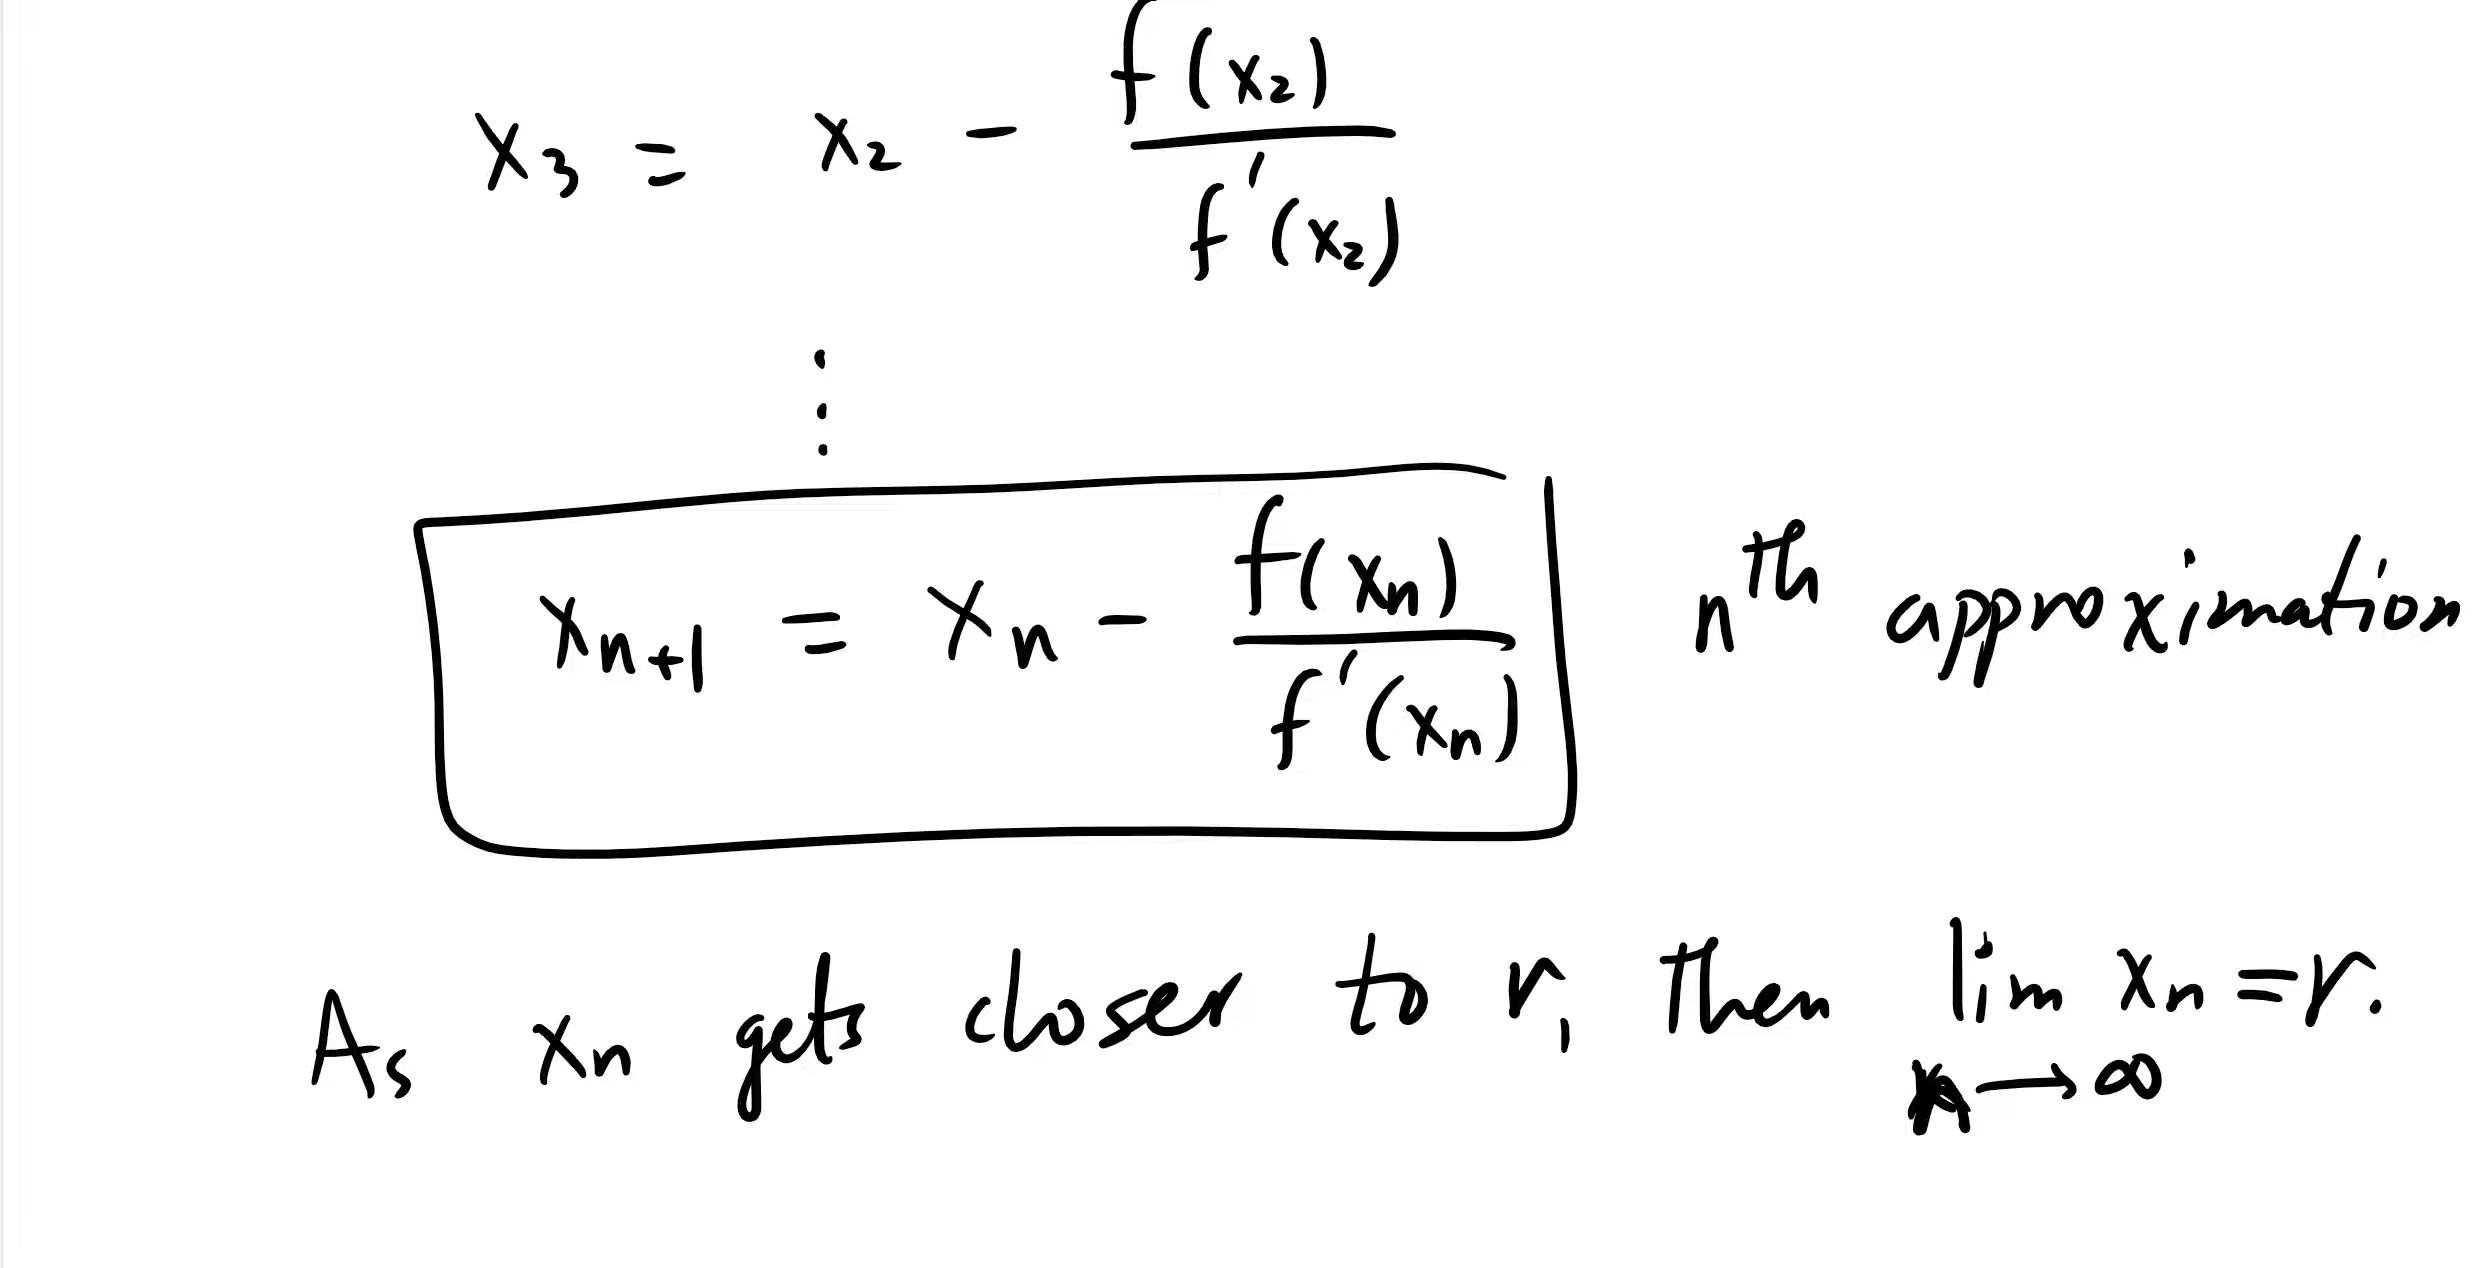 x₃ = x₂ - f(x₂)/f'(x₂)
⋮
xₙ₊₁ = xₙ - f(xₙ)/f'(xₙ) nᵗʰ approximation
As xₙ gets closer to r, then lim xₙ = r.
n → ∞